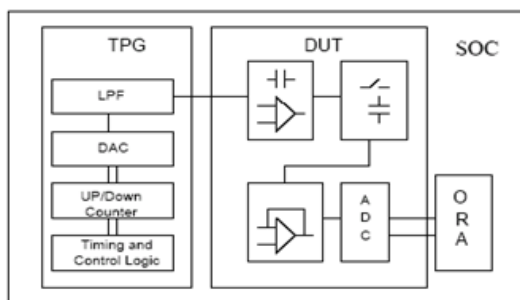 TPG
LPF
DAC
UP/Down
Counter
Timing and
Control Logic
DUT
A
D
C
SOC
O
R
A